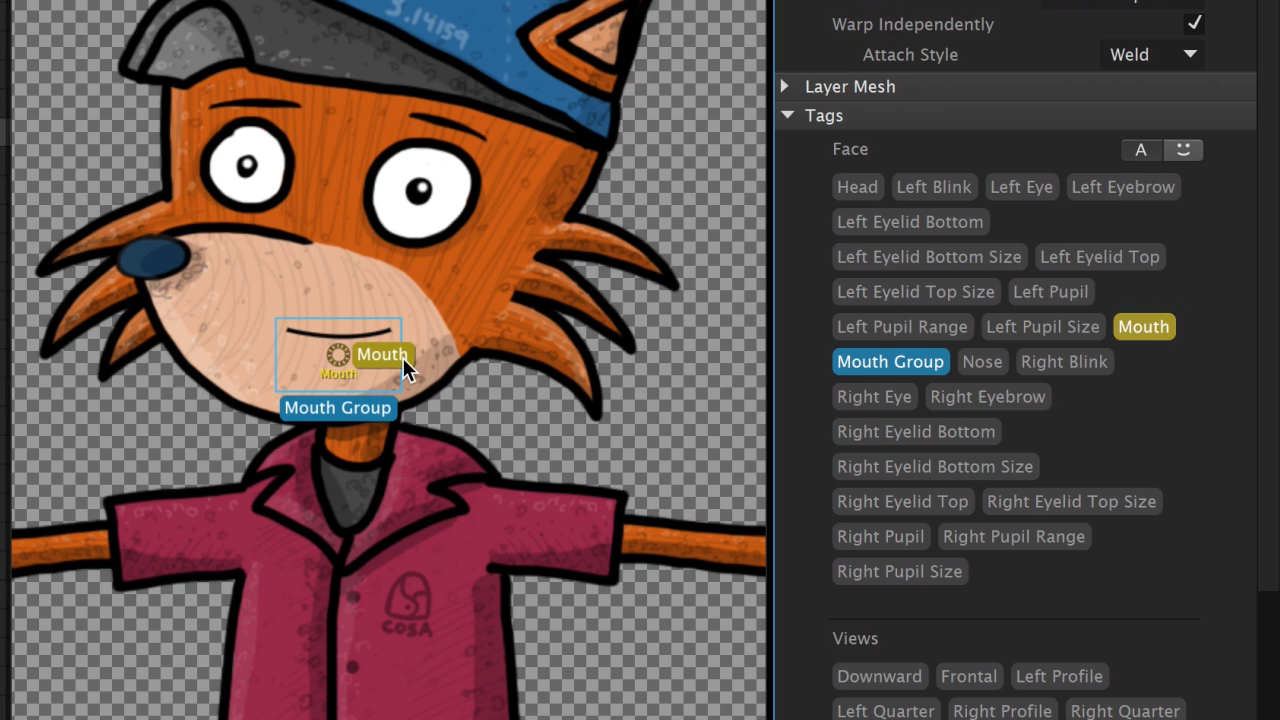 3.14159
Mouth
Mouth
Mouth Group
COSA
Warp Independently
Attach Style Weld
Layer Mesh
Tags
Face A
Head Left Blink Left Eye Left Eyebrow
Left Eyelid Bottom
Left Eyelid Bottom Size Left Eyelid Top
Left Eyelid Top Size Left Pupil
Left Pupil Range Left Pupil Size Mouth
Mouth Group Nose Right Blink
Right Eye Right Eyebrow
Right Eyelid Bottom
Right Eyelid Bottom Size
Right Eyelid Top Right Eyelid Top Size
Right Pupil Right Pupil Range
Right Pupil Size
Views
Downward Frontal Left Profile
Left Quarter Right Profile Right Quarter